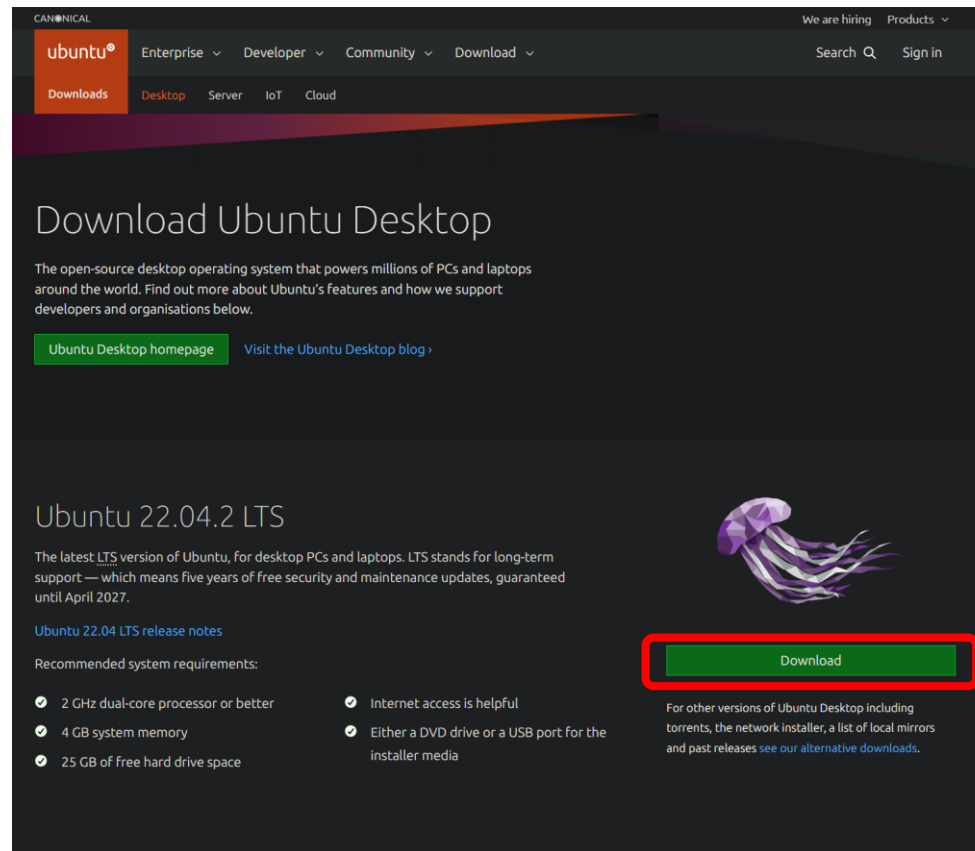 CANONICAL
We are hiring Products
ubuntu®
Enterprise Developer Community Download
Search Sign in
Downloads
Desktop Server IoT Cloud
Download Ubuntu Desktop
The open-source desktop operating system that powers millions of PCs and laptops
around the world. Find out more about Ubuntu's features and how we support
developers and organisations below.
Ubuntu Desktop homepage
Visit the Ubuntu Desktop blog ›
Ubuntu 22.04.2 LTS
The latest LTS version of Ubuntu, for desktop PCs and laptops. LTS stands for long-term
support — which means five years of free security and maintenance updates, guaranteed
until April 2027.
Ubuntu 22.04 LTS release notes
Recommended system requirements:
2 GHz dual-core processor or better
4 GB system memory
25 GB of free hard drive space
Internet access is helpful
Either a DVD drive or a USB port for the
installer media
Download
For other versions of Ubuntu Desktop including
torrents, the network installer, a list of local mirrors
and past releases see our alternative downloads.